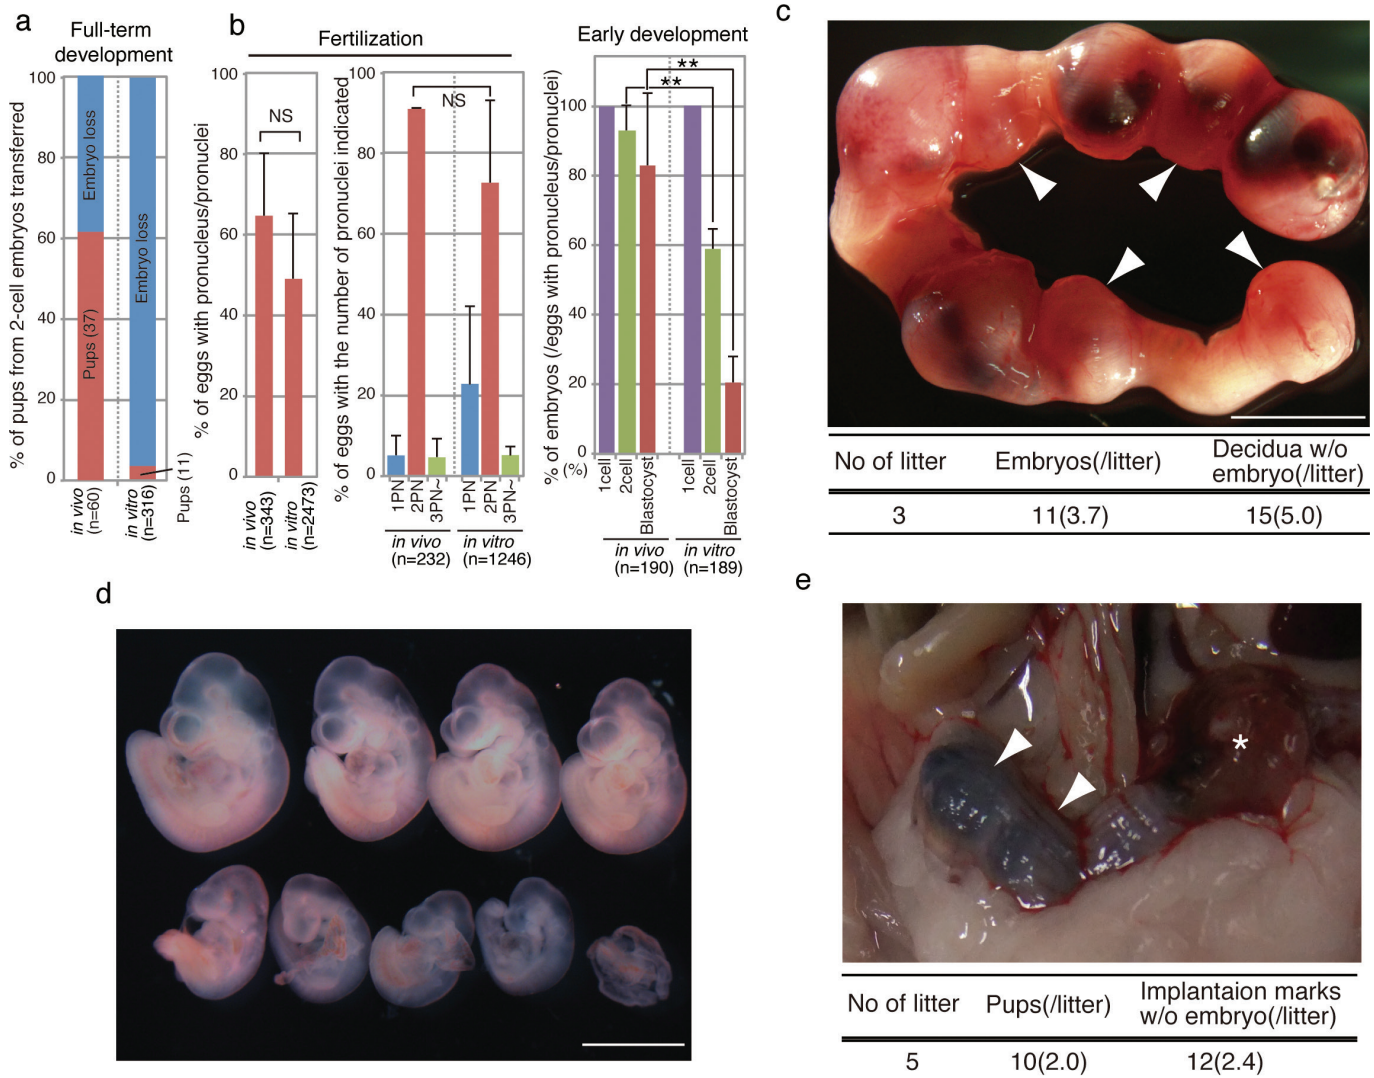 a
Full-term
development
% of pups from 2-cell embryos transferred
100
80
60
40
20
0
Embryo loss
Pups (37)
Embryo loss
Pups (11)
in vivo
(n=60)
in vitro
(n=316)
b
Fertilization
% of eggs with pronucleus/pronuclei
100
80
60
40
20
0
NS
in vivo
(n=343)
in vitro
(n=2473)
% of eggs with the number of pronuclei indicated
100
80
60
40
20
0
NS
1PN
2PN
3PN~
1PN
2PN
3PN~
in vivo
(n=232)
in vitro
(n=1246)
Early development
% of embryos (/eggs with pronucleus/pronuclei)
100
80
60
40
20
0
(%)
**
**
1cell
2cell
Blastocyst
1cell
2cell
Blastocyst
in vivo
(n=190)
in vitro
(n=189)
c
No of litter Embryos(/litter) Decidua w/o
embryo(/litter)
3 11(3.7) 15(5.0)
d
e
*
No of litter Pups(/litter) Implantaion marks
w/o embryo(/litter)
5 10(2.0) 12(2.4)